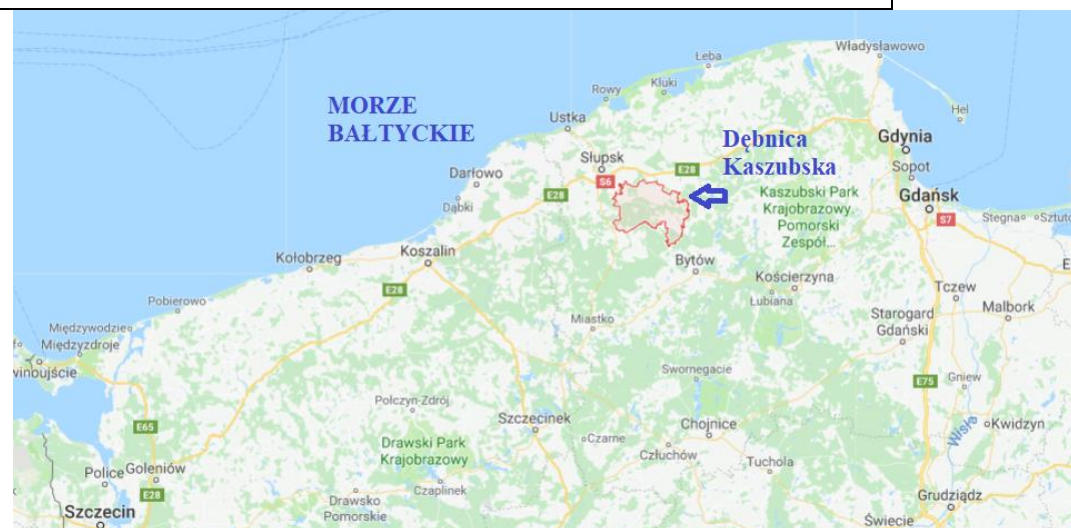 Władysławowo
Łeba
Kluki
Rowy
Hel
MORZE
BAŁTYCKIE
Ustka
Gdynia
Dębnica
Kaszubska
Słupsk
Sopot
E28
Darłowo
S6
Kaszubski Park
Krajobrazowy
Pomorski
Zespół...
Gdańsk
E28
Dąbki
S7
Stegna
Sztuto
Koszalin
Kołobrzeg
Bytów
Kościerzyna
E28
Tczew
Lubiana
Malbork
Pobierowo
Starogard
Gdański
Miastko
Międzywodzie
Międzyzdroje
winoujście
Swornegacie
E75
Gniew
Połczyn-Zdrój
Szczecinek
Chojnice
Wisła
Kwidzyn
E65
Czarne
Drawski Park
Krajobrazowy
Człuchów
Tuchola
Police
Goleniów
Czaplinek
E28
Drawsko
Pomorskie
Grudziądz
Szczecin
Świecie